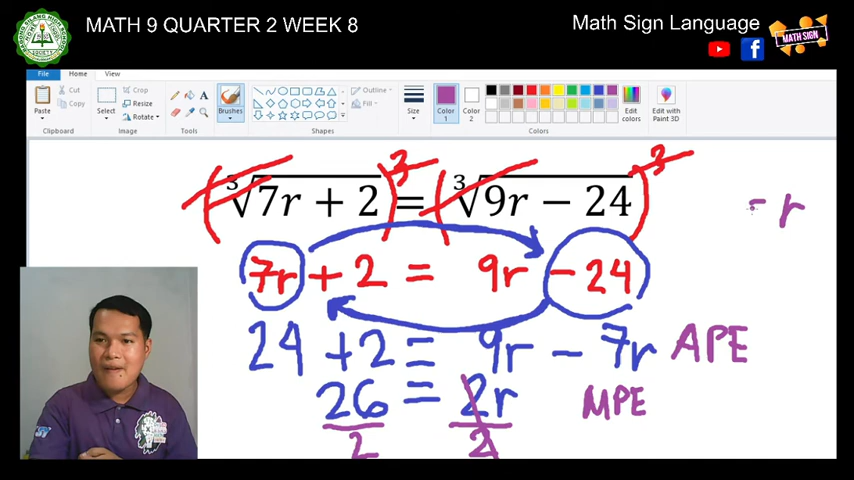 MATH 9 QUARTER 2 WEEK 8
Math Sign Language
MATH SIGN
File Home View
Paste Cut Copy Select Crop Resize Rotate A Brushes Outline Fill Size Color 1 Color 2 Edit colors Edit with Paint 3D
Clipboard Image Tools Shapes Colors
(∛7r + 2)³ = (∛9r − 24)³
= r
7r + 2 = 9r − 24
24 + 2 = 9r − 7r APE
26 = 2r MPE
2 2